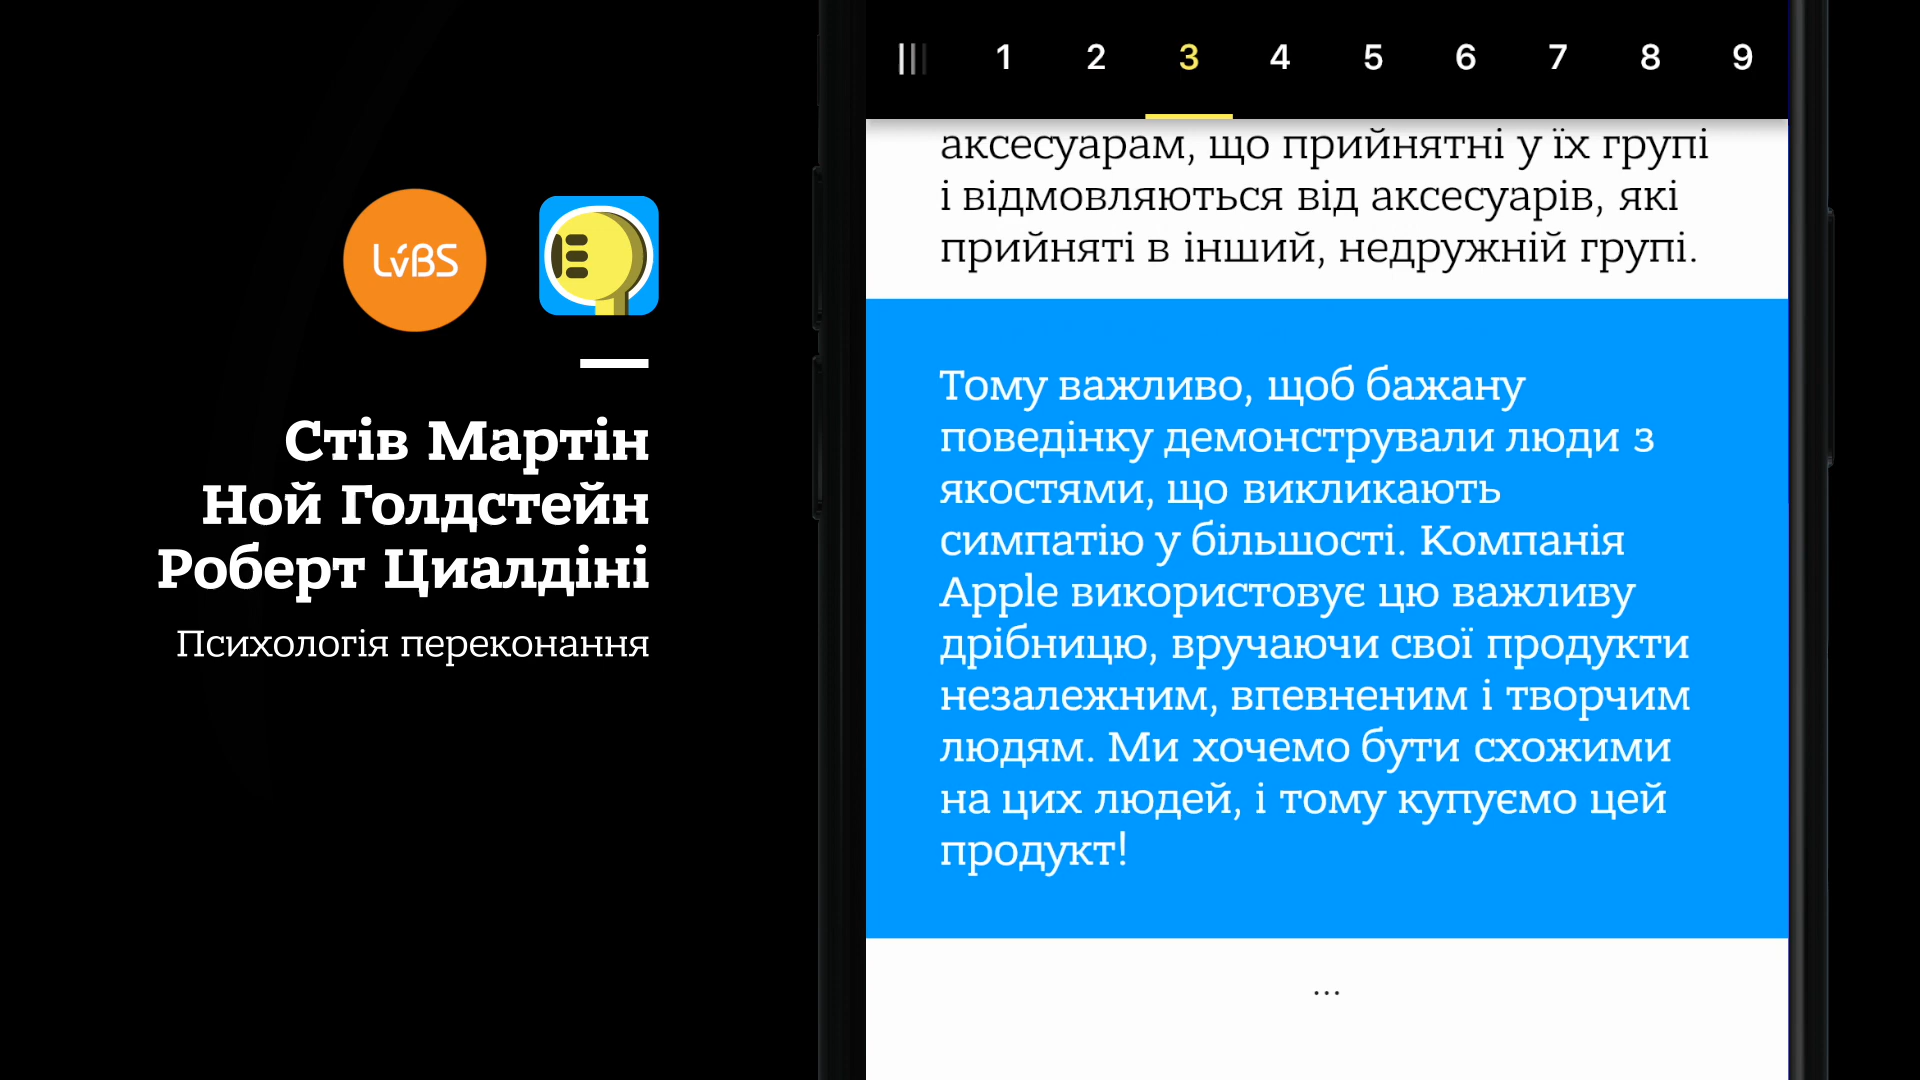 LvBS
Стів Мартін
Ной Голдстейн
Роберт Циалдіні
Психологія переконання
1 2 3 4 5 6 7 8 9
аксесуарам, що прийнятні у їх групі
і відмовляються від аксесуарів, які
прийняті в інший, недружній групі.
Тому важливо, щоб бажану
поведінку демонстрували люди з
якостями, що викликають
симпатію у більшості. Компанія
Apple використовує цю важливу
дрібницю, вручаючи свої продукти
незалежним, впевненим і творчим
людям. Ми хочемо бути схожими
на цих людей, і тому купуємо цей
продукт!
...